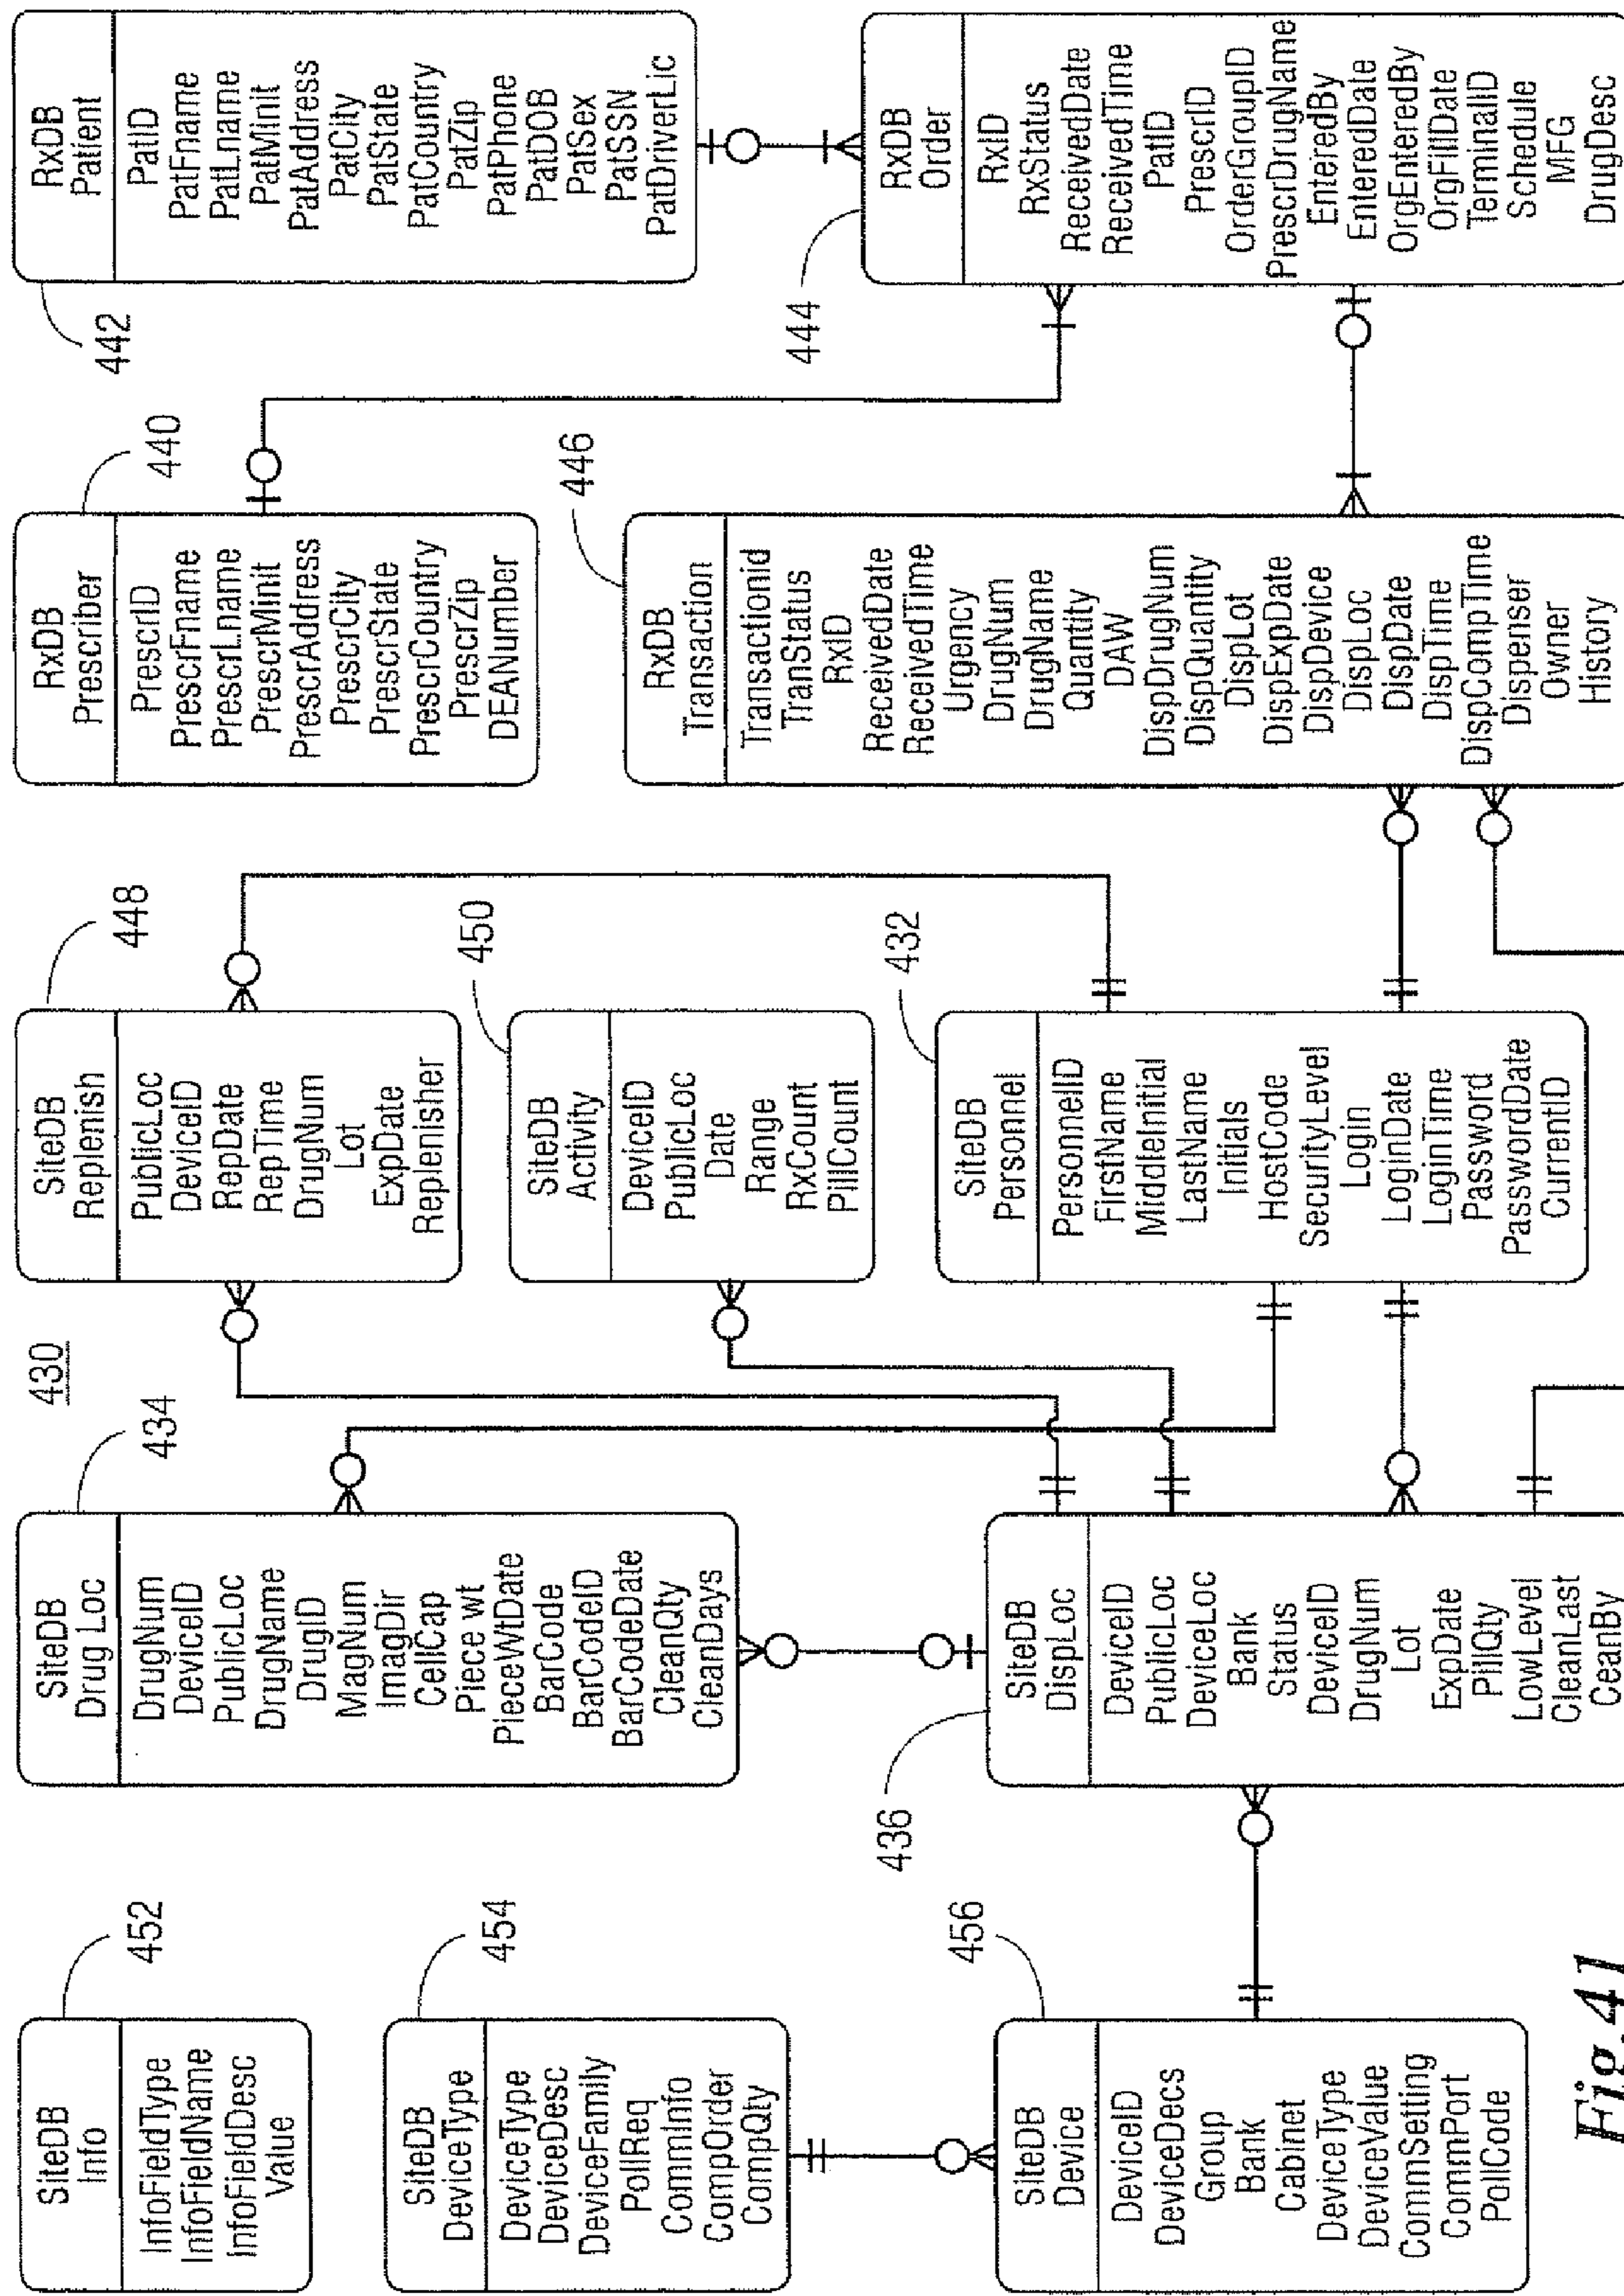 430
452
SiteDB
Info
InfoFieldType
InfoFieldName
InfoFieldDesc
Value
454
SiteDB
DeviceType
DeviceType
DeviceDesc
DeviceFamily
PollReq
CommInfo
CompOrder
CompQty
456
SiteDB
Device
DeviceID
DeviceDecs
Group
Bank
Cabinet
DeviceType
DeviceValue
CommSetting
CommPort
PollCode
434
SiteDB
Drug Loc
DrugNum
DeviceID
PublicLoc
DrugName
DrugID
MagNum
ImagDir
CellCap
Piece wt
PieceWtDate
BarCode
BarCodeID
BarCodeDate
CleanQty
CleanDays
436
SiteDB
DispLoc
DeviceID
PublicLoc
DeviceLoc
Bank
Status
DeviceID
DrugNum
Lot
ExpDate
PillQty
LowLevel
CleanLast
CeanBy
448
SiteDB
Replenish
PublicLoc
DeviceID
RepDate
RepTime
DrugNum
Lot
ExpDate
Replenisher
450
SiteDB
Activity
DeviceID
PublicLoc
Date
Range
RxCount
PillCount
432
SiteDB
Personnel
PersonnelID
FirstName
MiddleInitial
LastName
Initials
HostCode
SecurityLevel
Login
LoginDate
LoginTime
Password
PasswordDate
CurrentID
440
RxDB
Prescriber
PrescrID
PrescrFname
PrescrLname
PrescrMinit
PrescrAddress
PrescrCity
PrescrState
PrescrCountry
PrescrZip
DEANumber
446
RxDB
Transaction
Transactionid
TranStatus
RxID
ReceivedDate
ReceivedTime
Urgency
DrugNum
DrugName
Quantity
DAW
DispDrugNum
DispQuantity
DispLot
DispExpDate
DispDevice
DispLoc
DispDate
DispTime
DispCompTime
Dispenser
Owner
History
442
RxDB
Patient
PatID
PatFname
PatLname
PatMinit
PatAddress
PatCity
PatState
PatCountry
PatZip
PatPhone
PatDOB
PatSex
PatSSN
PatDriverLic
444
RxDB
Order
RxID
RxStatus
ReceivedDate
ReceivedTime
PatID
PrescrID
OrderGroupID
PrescrDrugName
EnteredBy
EnteredDate
OrgEnteredBy
OrgFillDate
TerminalID
Schedule
MFG
DrugDesc
Fig.41